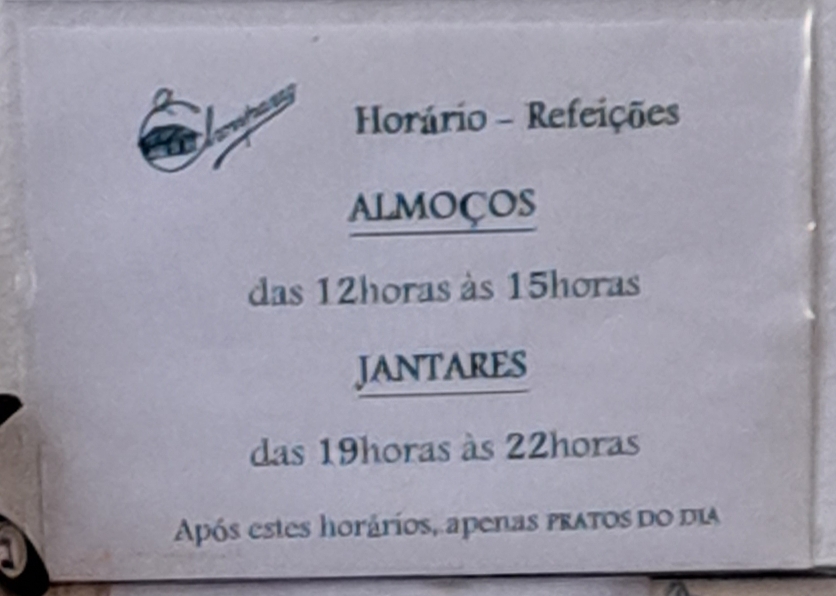 Horário - Refeições
ALMOÇOS
das 12horas às 15horas
JANTARES
das 19horas às 22horas
Após estes horários, apenas PRATOS DO DIA